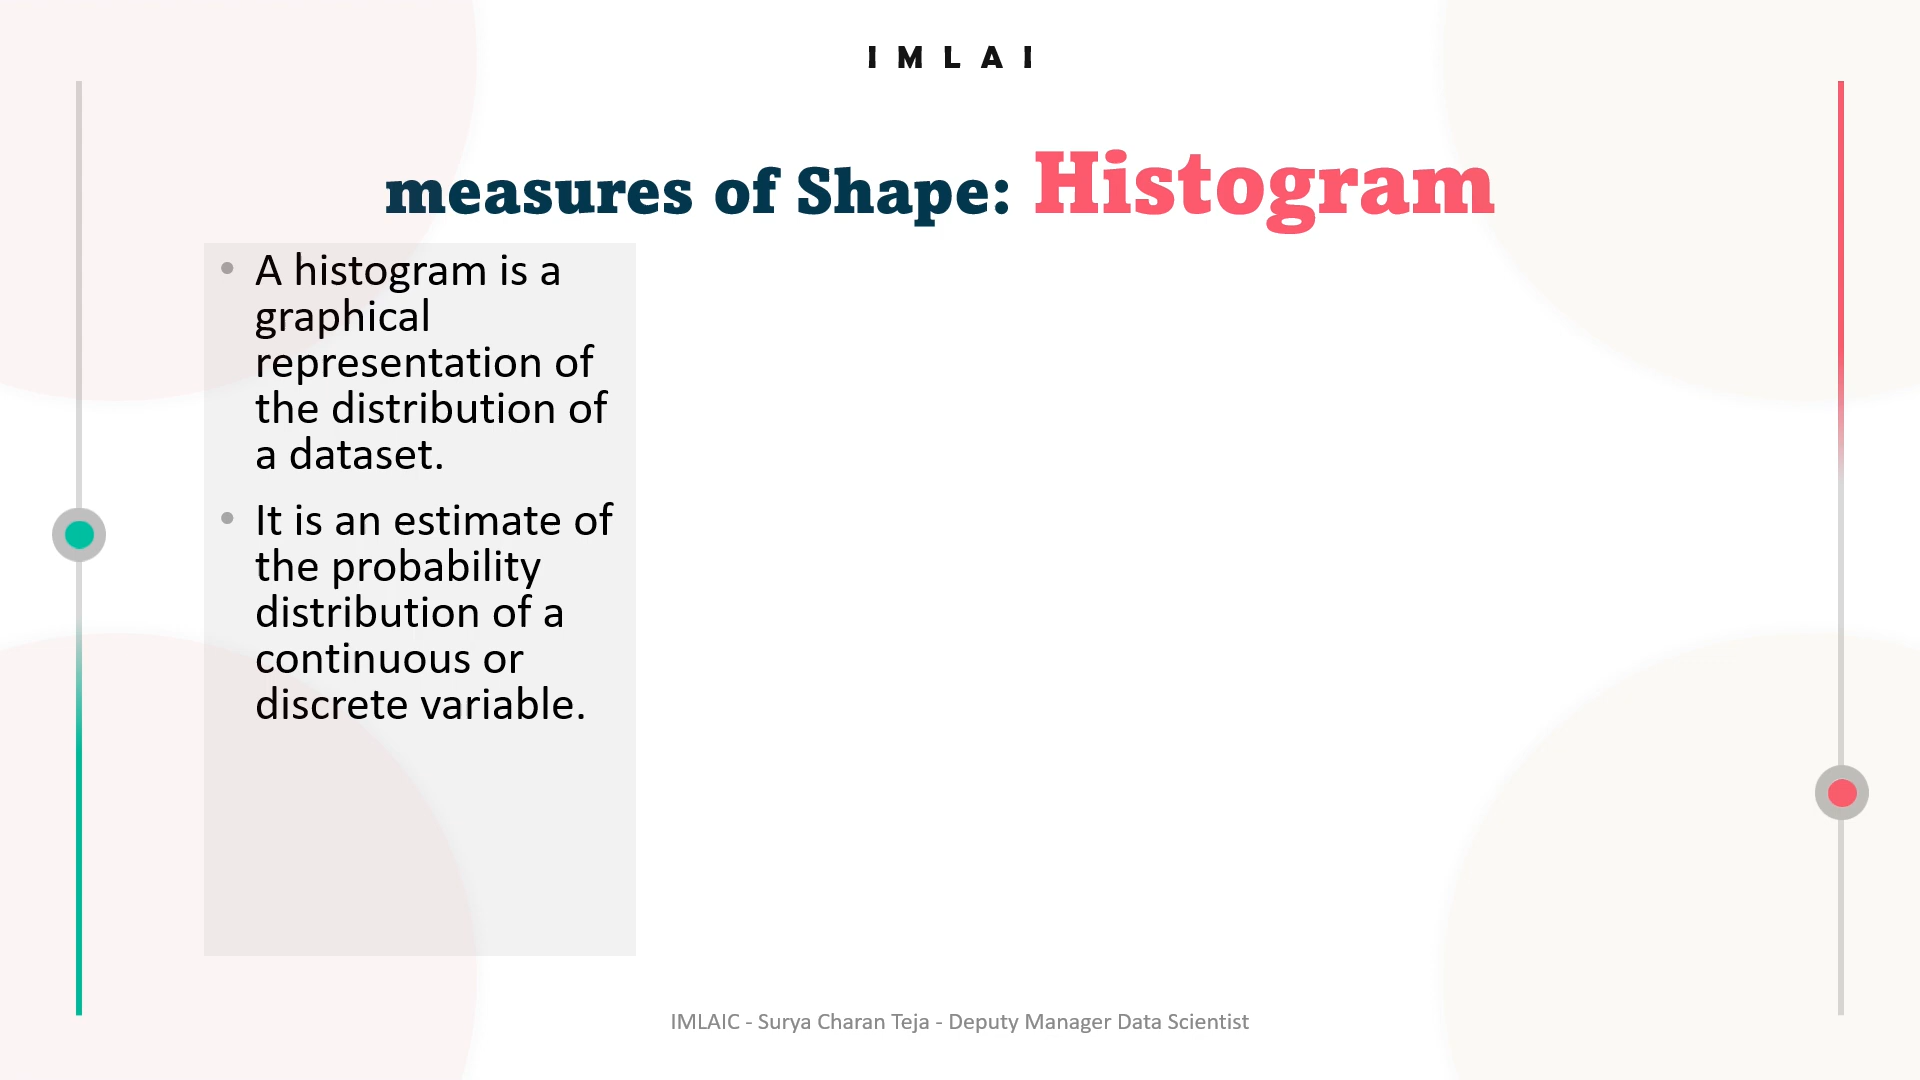 IMLAI
measures of Shape: Histogram
• A histogram is a
graphical
representation of
the distribution of
a dataset.
• It is an estimate of
the probability
distribution of a
continuous or
discrete variable.
IMLAIC - Surya Charan Teja - Deputy Manager Data Scientist